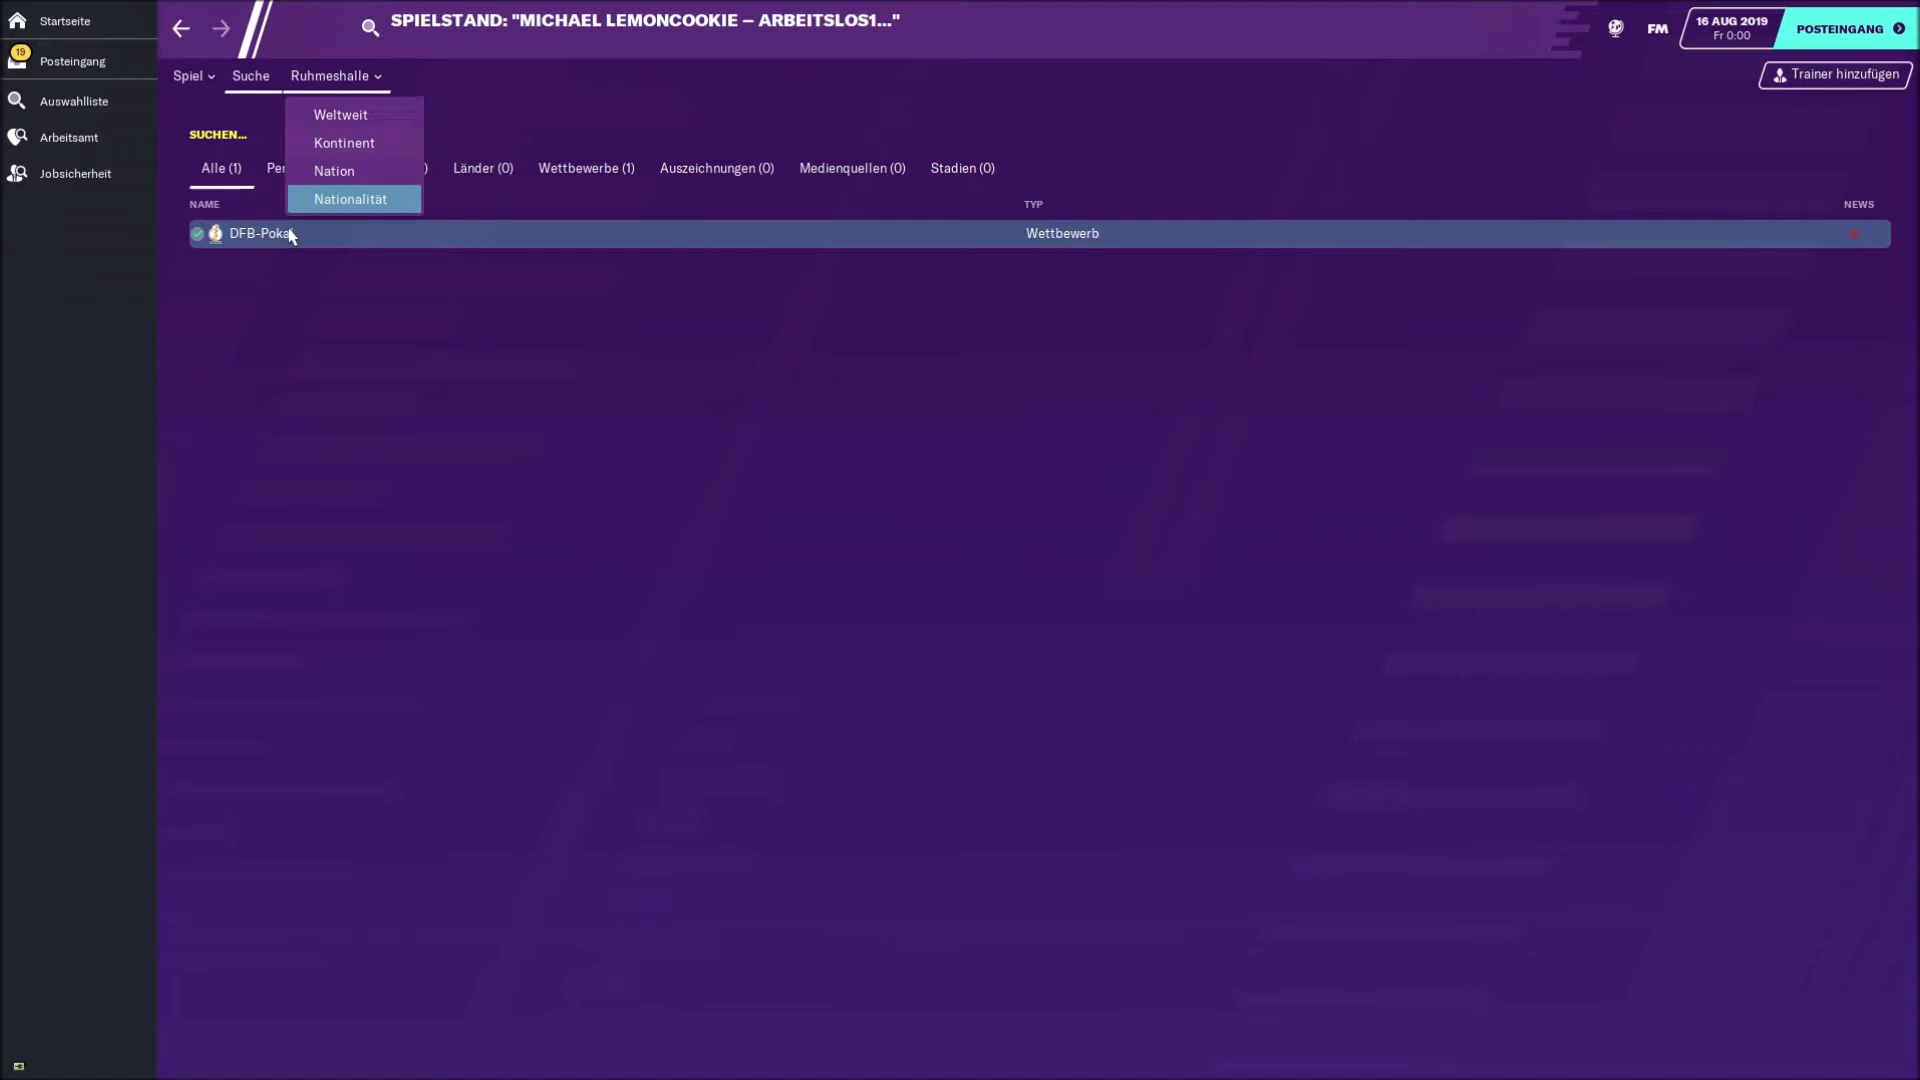 Startseite
19
Posteingang
Auswahlliste
Arbeitsamt
Jobsicherheit
SPIELSTAND: "MICHAEL LEMONCOOKIE – ARBEITSLOS1..."
FM
16 AUG 2019
Fr 0:00
POSTEINGANG
Spiel
Suche
Ruhmeshalle
Trainer hinzufügen
Weltweit
Kontinent
Nation
Nationalität
SUCHEN...
Alle (1)
Länder (0)
Wettbewerbe (1)
Auszeichnungen (0)
Medienquellen (0)
Stadien (0)
NAME
TYP
NEWS
DFB-Poka
Wettbewerb